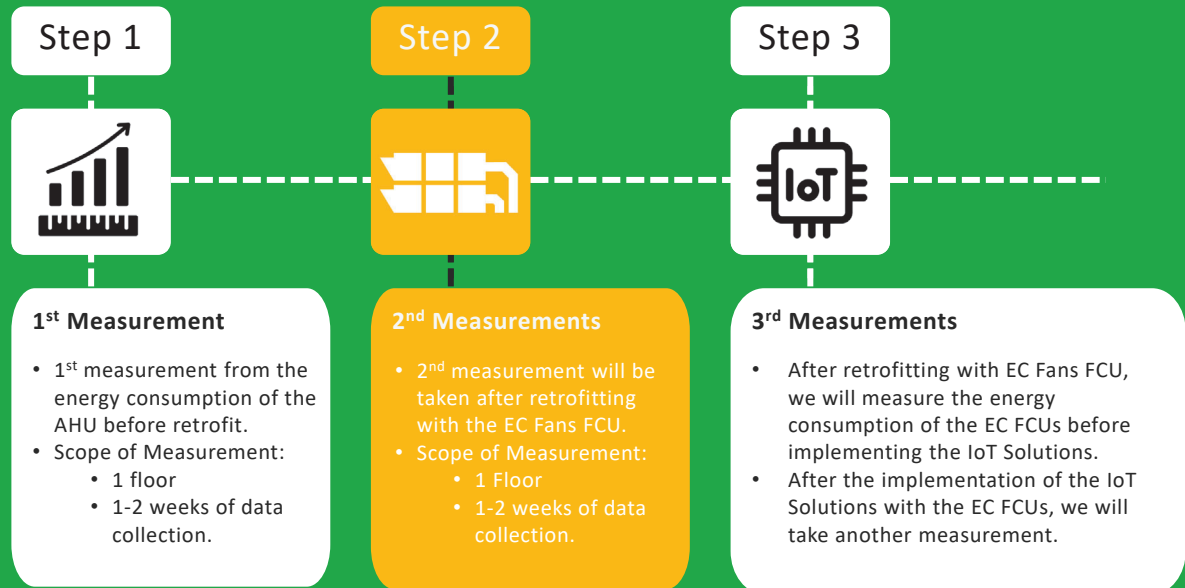 Step 1
Step 2
Step 3
IoT
1st Measurement
• 1st measurement from the
energy consumption of the
AHU before retrofit.
• Scope of Measurement:
• 1 floor
• 1-2 weeks of data
collection.
2nd Measurements
• 2nd measurement will be
taken after retrofitting
with the EC Fans FCU.
• Scope of Measurement:
• 1 Floor
• 1-2 weeks of data
collection.
3rd Measurements
• After retrofitting with EC Fans FCU,
we will measure the energy
consumption of the EC FCUs before
implementing the IoT Solutions.
• After the implementation of the IoT
Solutions with the EC FCUs, we will
take another measurement.